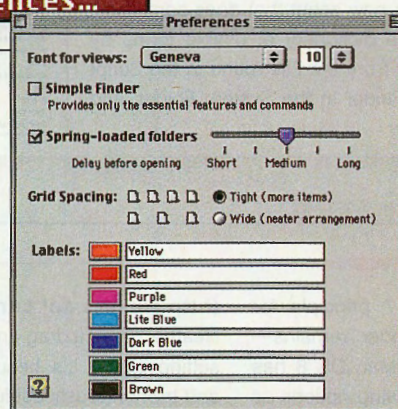 ences...
Preferences
Font for views: Geneva 10
Simple Finder
Provides only the essential features and commands
Spring-loaded folders
Delay before opening Short Medium Long
Grid Spacing: Tight (more items)
Wide (neater arrangement)
Labels: Yellow
Red
Purple
Lite Blue
Dark Blue
Green
Brown
?